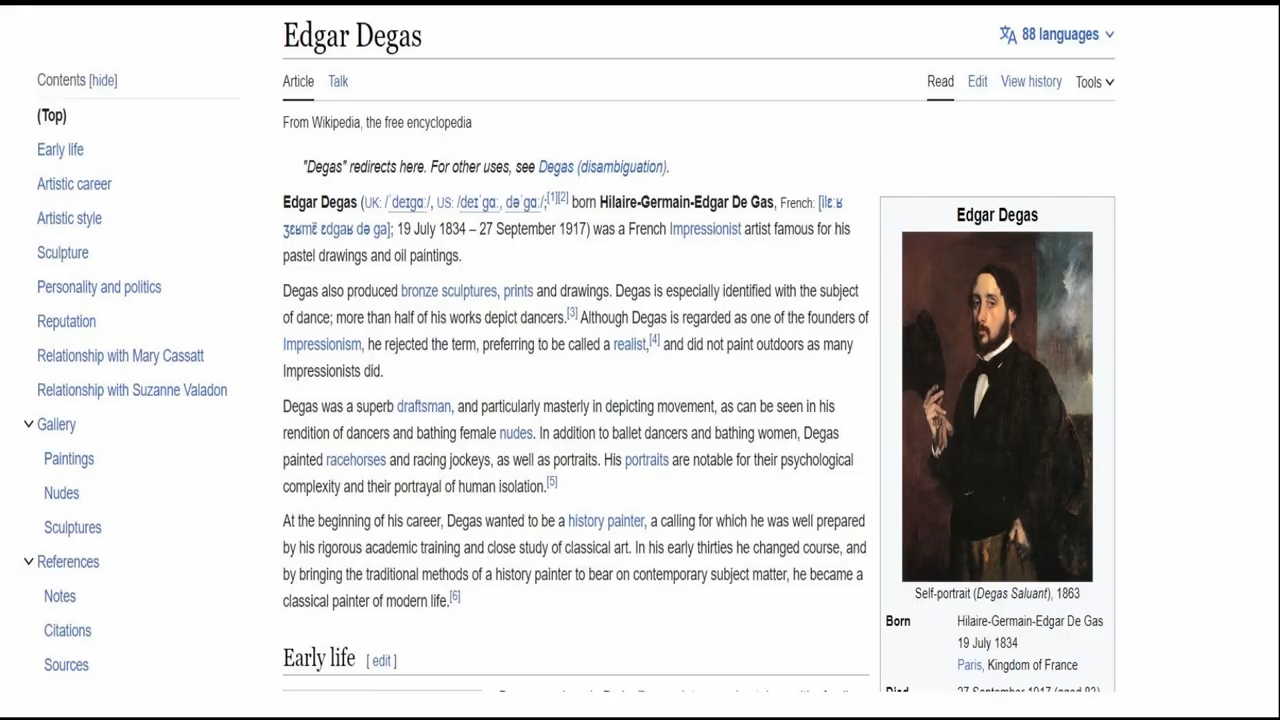 Edgar Degas
88 languages
Contents [hide]
(Top)
Early life
Artistic career
Artistic style
Sculpture
Personality and politics
Reputation
Relationship with Mary Cassatt
Relationship with Suzanne Valadon
Gallery
Paintings
Nudes
Sculptures
References
Notes
Citations
Sources
Article Talk
Read Edit View history Tools
From Wikipedia, the free encyclopedia
"Degas" redirects here. For other uses, see Degas (disambiguation).
Edgar Degas (UK: /ˈdeɪɡɑː/, US: /deɪˈɡɑː, dəˈɡɑː/;[1][2] born Hilaire-Germain-Edgar De Gas, French: [ilɛːʁ
ʒɛʁmɛ̃ ɛdɡaʁ də ɡa]; 19 July 1834 – 27 September 1917) was a French Impressionist artist famous for his
pastel drawings and oil paintings.
Degas also produced bronze sculptures, prints and drawings. Degas is especially identified with the subject
of dance; more than half of his works depict dancers.[3] Although Degas is regarded as one of the founders of
Impressionism, he rejected the term, preferring to be called a realist,[4] and did not paint outdoors as many
Impressionists did.
Degas was a superb draftsman, and particularly masterly in depicting movement, as can be seen in his
rendition of dancers and bathing female nudes. In addition to ballet dancers and bathing women, Degas
painted racehorses and racing jockeys, as well as portraits. His portraits are notable for their psychological
complexity and their portrayal of human isolation.[5]
At the beginning of his career, Degas wanted to be a history painter, a calling for which he was well prepared
by his rigorous academic training and close study of classical art. In his early thirties he changed course, and
by bringing the traditional methods of a history painter to bear on contemporary subject matter, he became a
classical painter of modern life.[6]
Early life [ edit ]
Edgar Degas
Self-portrait (Degas Saluant), 1863
Born Hilaire-Germain-Edgar De Gas
19 July 1834
Paris, Kingdom of France
Died 27 September 1917 (aged 83)